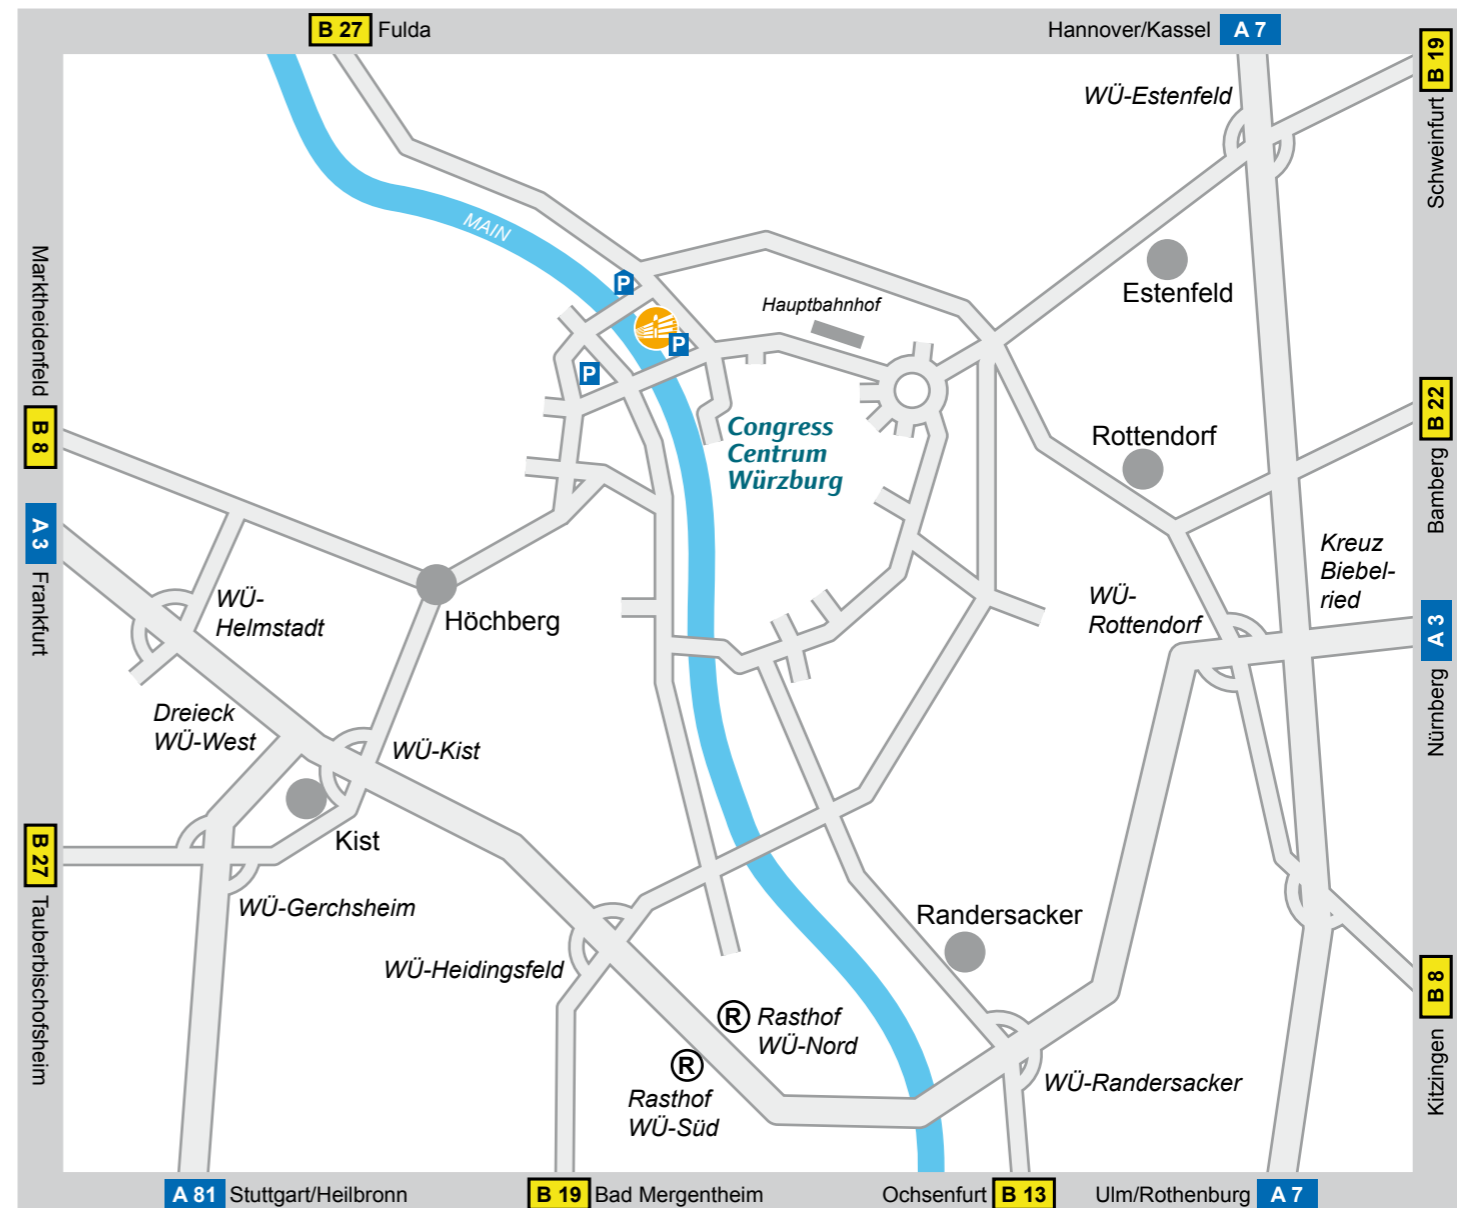 B 27 Fulda
Hannover/Kassel A 7
B 19
Schweinfurt
WÜ-Estenfeld
MAIN
Marktheidenfeld
B 8
P
Hauptbahnhof
Estenfeld
P
P
Congress
Centrum
Würzburg
B 22
Bamberg
Rottendorf
A 3
Frankfurt
Kreuz
Biebel-
ried
WÜ-
Helmstadt
Höchberg
WÜ-
Rottendorf
A 3
Nürnberg
Dreieck
WÜ-West
WÜ-Kist
Kist
B 27
Tauberbischofsheim
WÜ-Gerchsheim
Randersacker
WÜ-Heidingsfeld
B 8
Kitzingen
R Rasthof
WÜ-Nord
R
Rasthof
WÜ-Süd
WÜ-Randersacker
A 81 Stuttgart/Heilbronn
B 19 Bad Mergentheim
Ochsenfurt B 13
Ulm/Rothenburg A 7